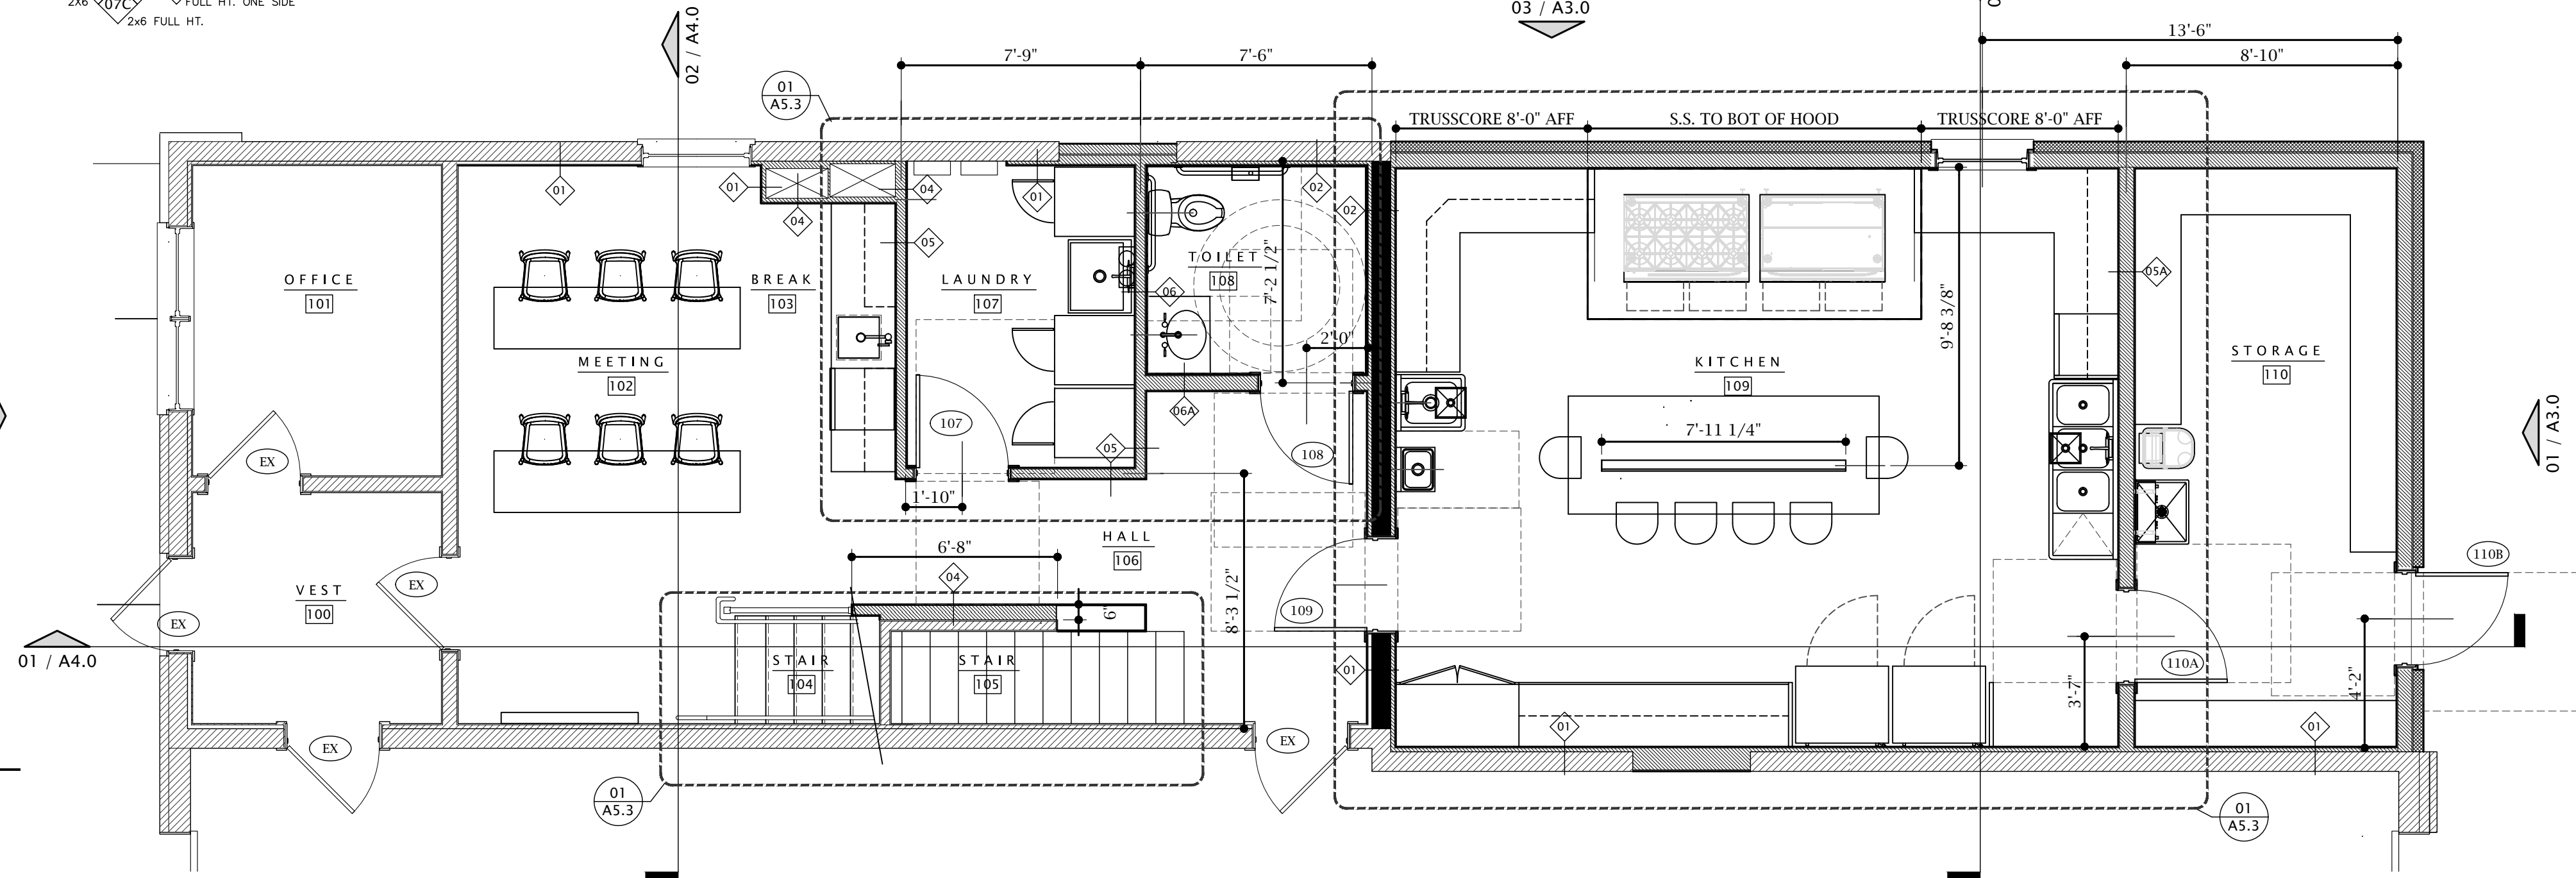 2x6
07C
FULL HT. ONE SIDE
2x6 FULL HT.
02 / A4.0
03 / A3.0
13'-6"
8'-10"
7'-9"
7'-6"
01
A5.3
TRUSSCORE 8'-0" AFF
S.S. TO BOT OF HOOD
TRUSSCORE 8'-0" AFF
01
01
04
04
01
02
02
05
05A
OFFICE
101
BREAK
103
LAUNDRY
107
TOILET
108
7'-2 1/2"
06
2'-0"
9'-8 3/8"
MEETING
102
KITCHEN
109
STORAGE
110
06A
107
7'-11 1/4"
05
108
EX
1'-10"
01 / A3.0
HALL
106
6'-8"
04
110B
VEST
100
EX
EX
109
6"
8'-3 1/2"
01 / A4.0
STAIR
104
STAIR
105
01
110A
3'-7"
4'-2"
01
01
EX
EX
01
A5.3
01
A5.3